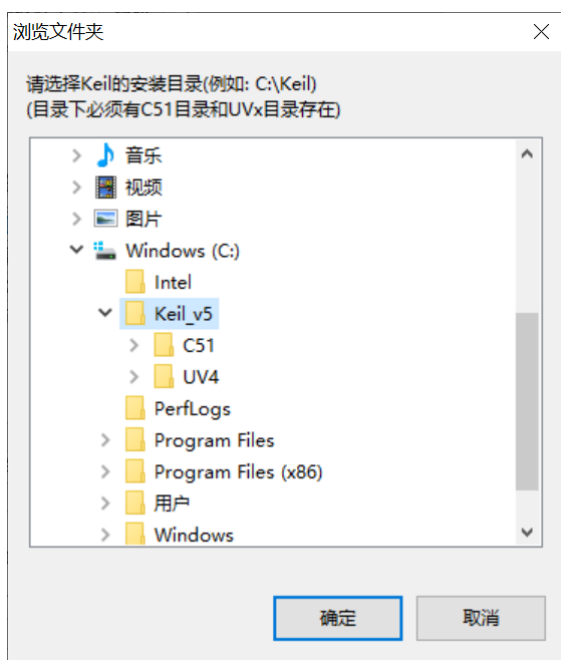 浏览文件夹
请选择Keil的安装目录(例如: C:\Keil)
(目录下必须有C51目录和UVx目录存在)
音乐
视频
图片
Windows (C:)
Intel
Keil_v5
C51
UV4
PerfLogs
Program Files
Program Files (x86)
用户
Windows
确定
取消